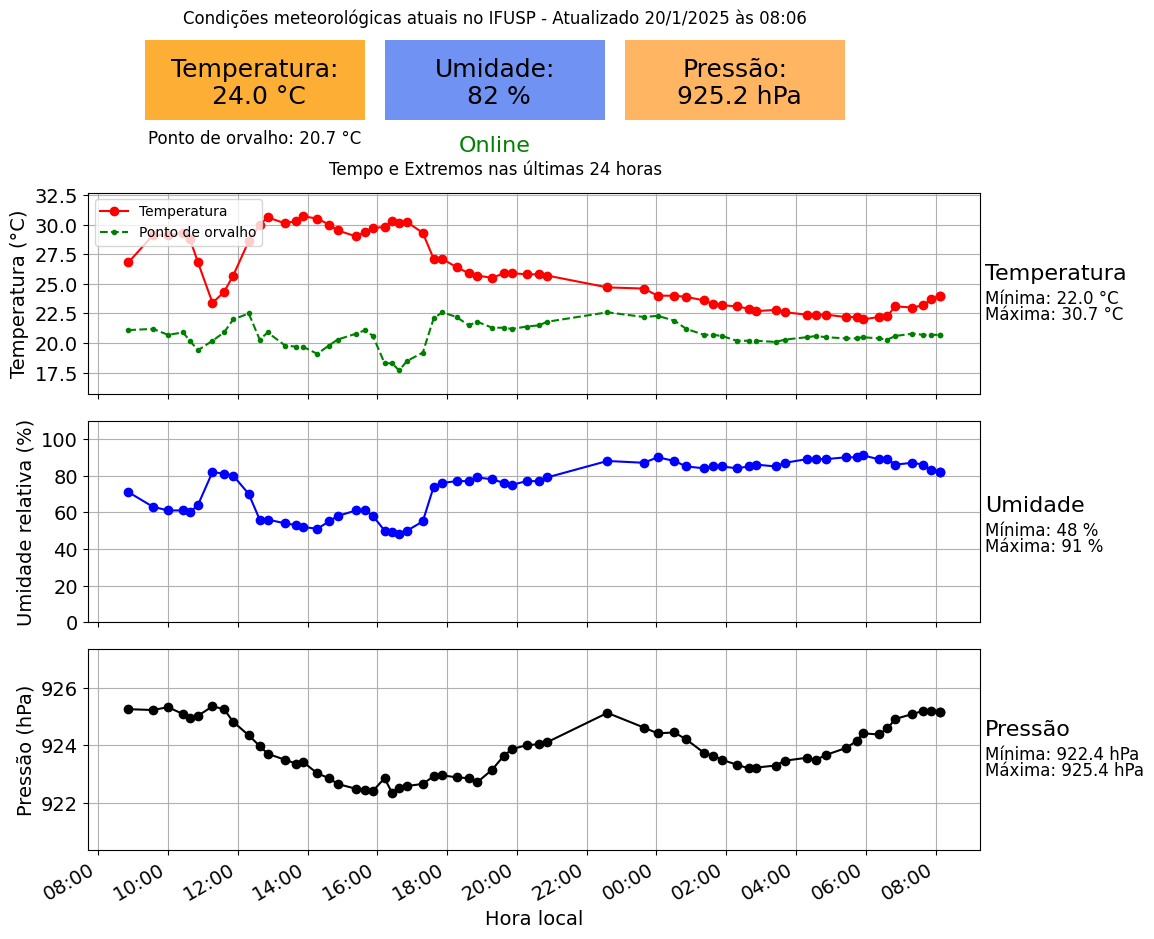 Condições meteorológicas atuais no IFUSP - Atualizado 20/1/2025 às 08:06
Temperatura:
24.0 °C
Umidade:
82 %
Pressão:
925.2 hPa
Ponto de orvalho: 20.7 °C
Online
Tempo e Extremos nas últimas 24 horas
Temperatura (°C)
32.5
30.0
27.5
25.0
22.5
20.0
17.5
Temperatura
Ponto de orvalho
Temperatura
Mínima: 22.0 °C
Máxima: 30.7 °C
Umidade relativa (%)
100
80
60
40
20
0
Umidade
Mínima: 48 %
Máxima: 91 %
Pressão (hPa)
926
924
922
Pressão
Mínima: 922.4 hPa
Máxima: 925.4 hPa
08:00
10:00
12:00
14:00
16:00
18:00
20:00
22:00
00:00
02:00
04:00
06:00
08:00
Hora local